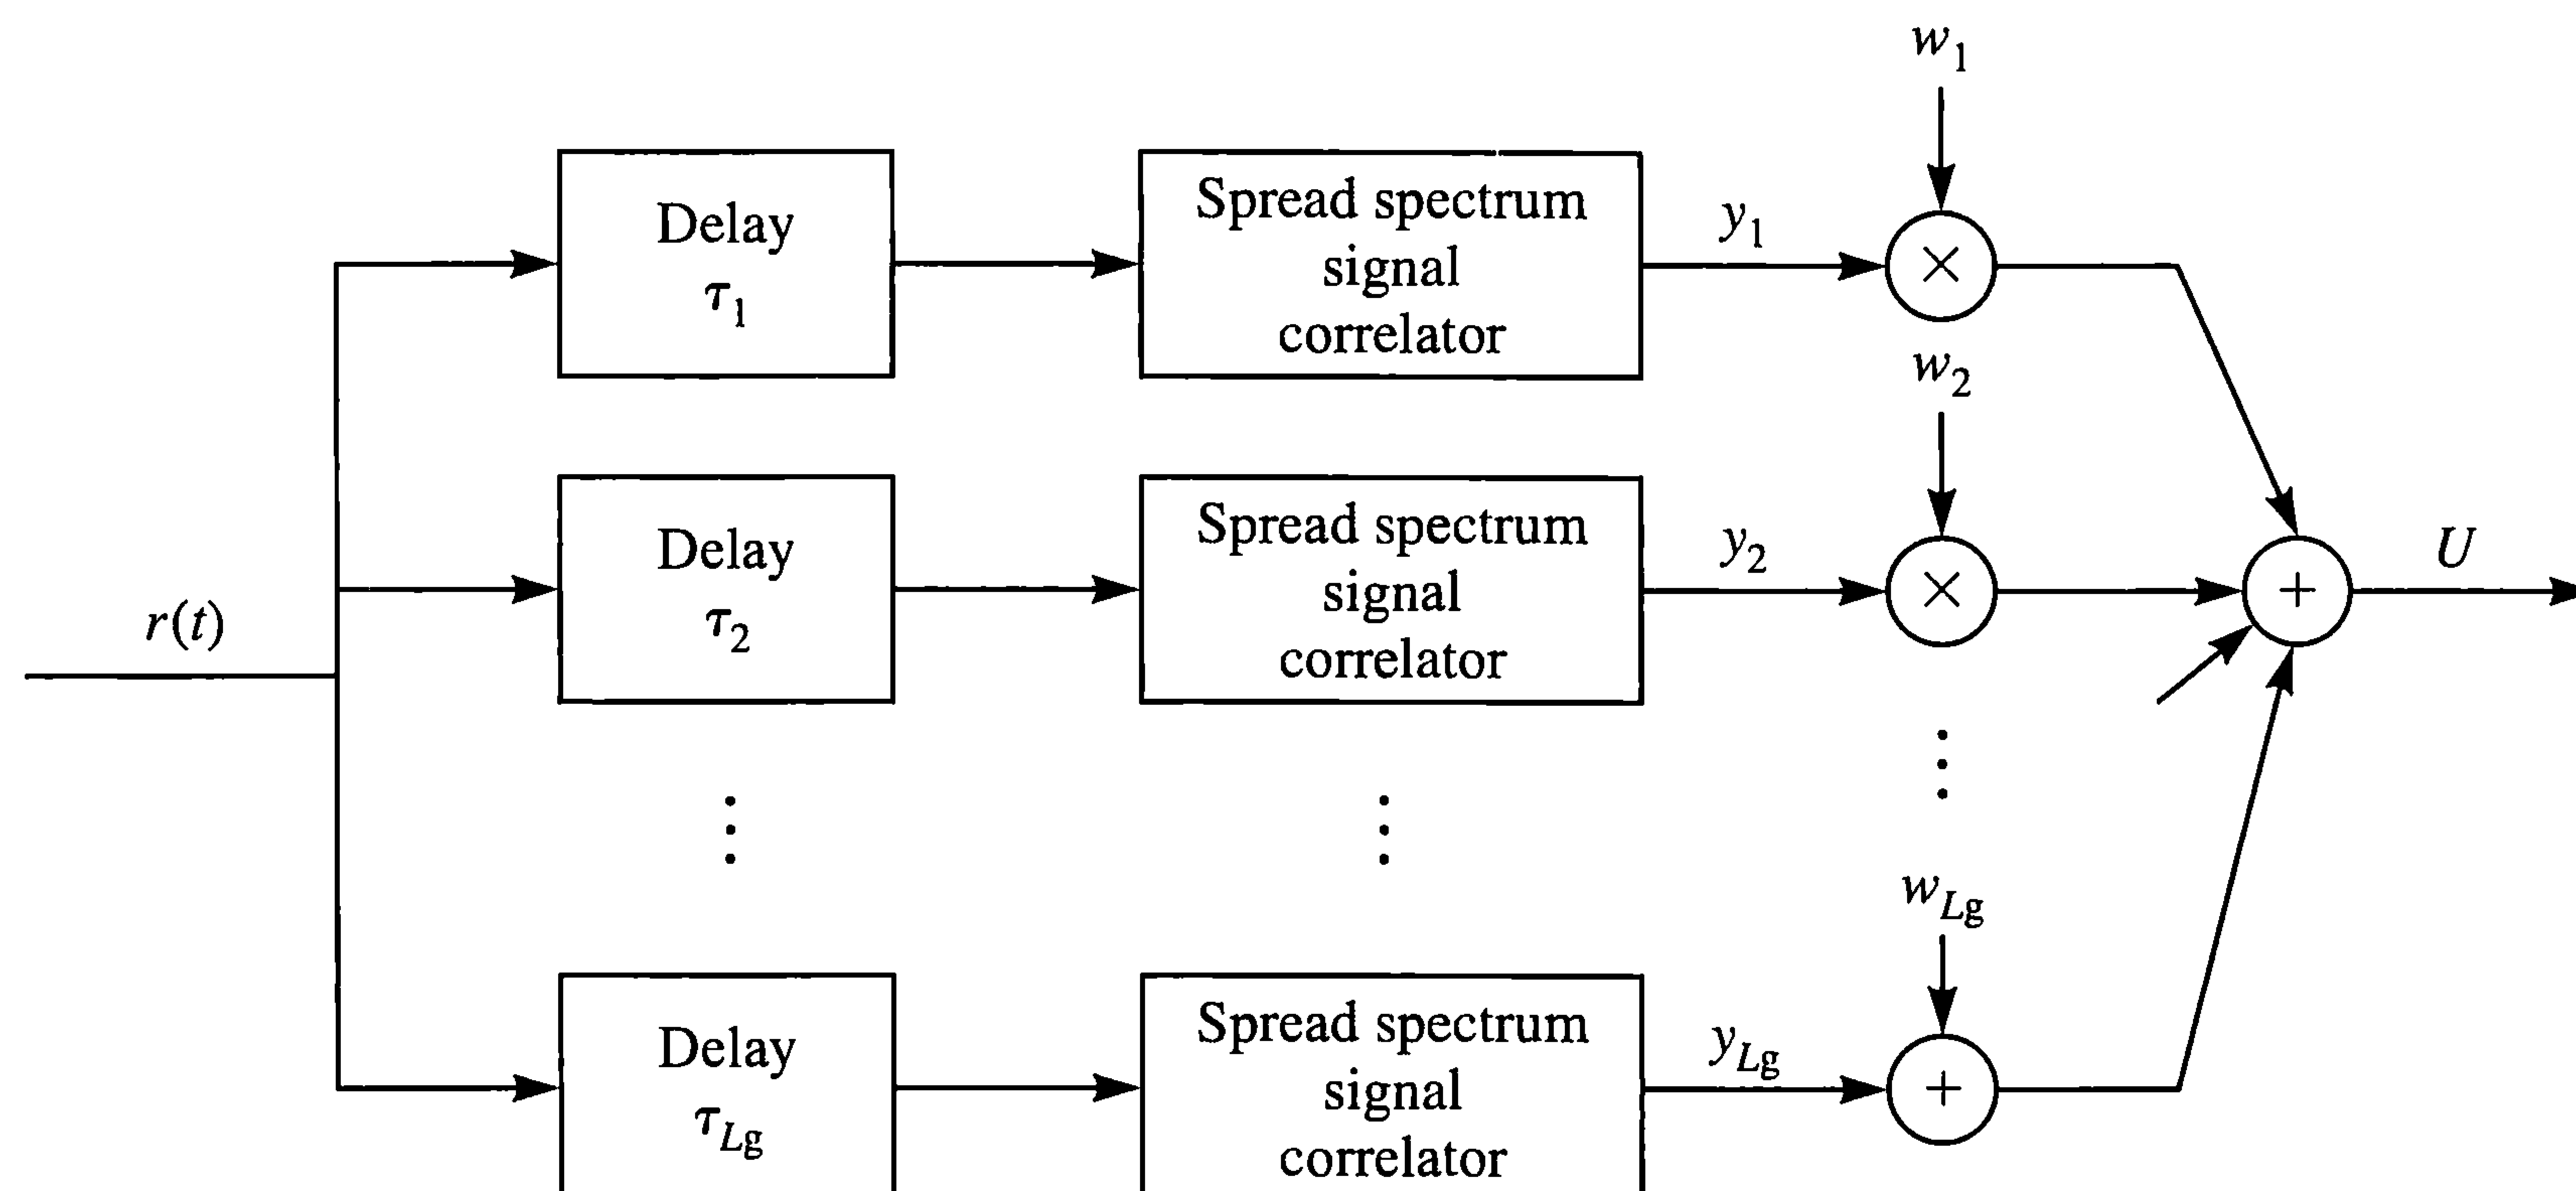 w1
Delay
τ1
Spread spectrum
signal
correlator
y1
×
w2
Delay
τ2
Spread spectrum
signal
correlator
y2
×
+
U
r(t)
wLg
Delay
τLg
Spread spectrum
signal
correlator
yLg
+